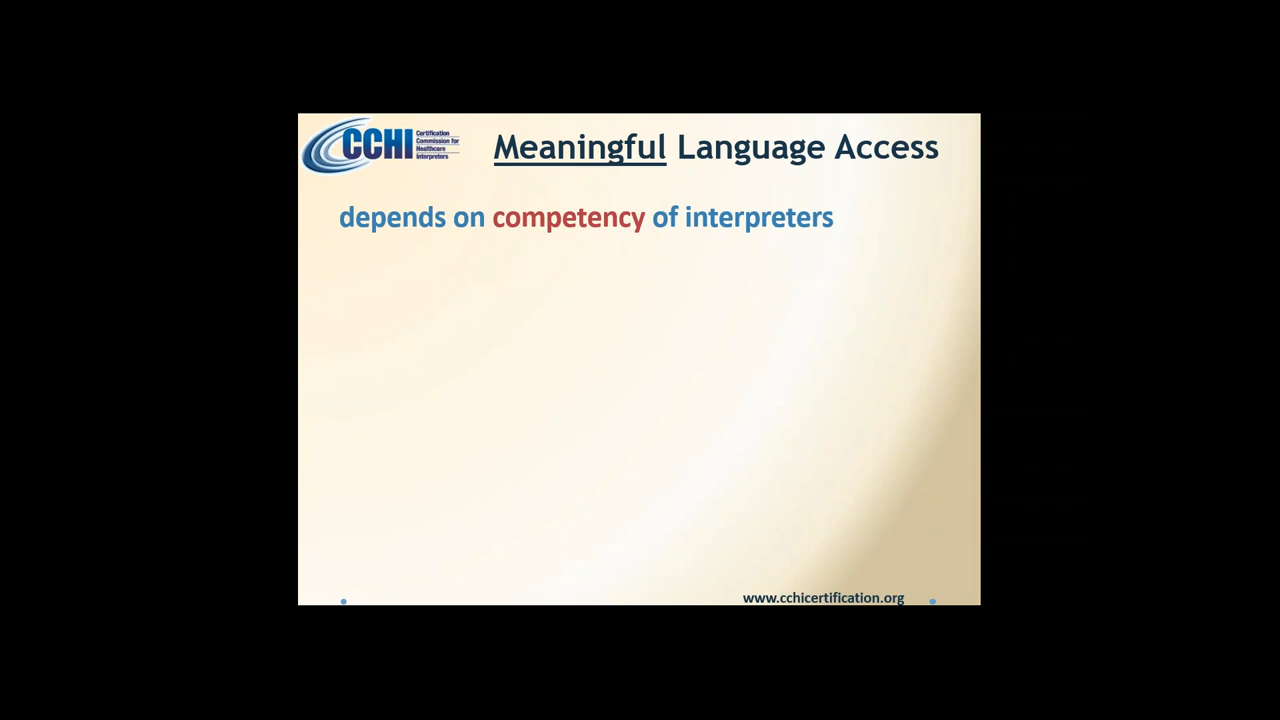 CCHI
Certification
Commission for
Healthcare
Interpreters
Meaningful Language Access
depends on competency of interpreters
www.cchicertification.org